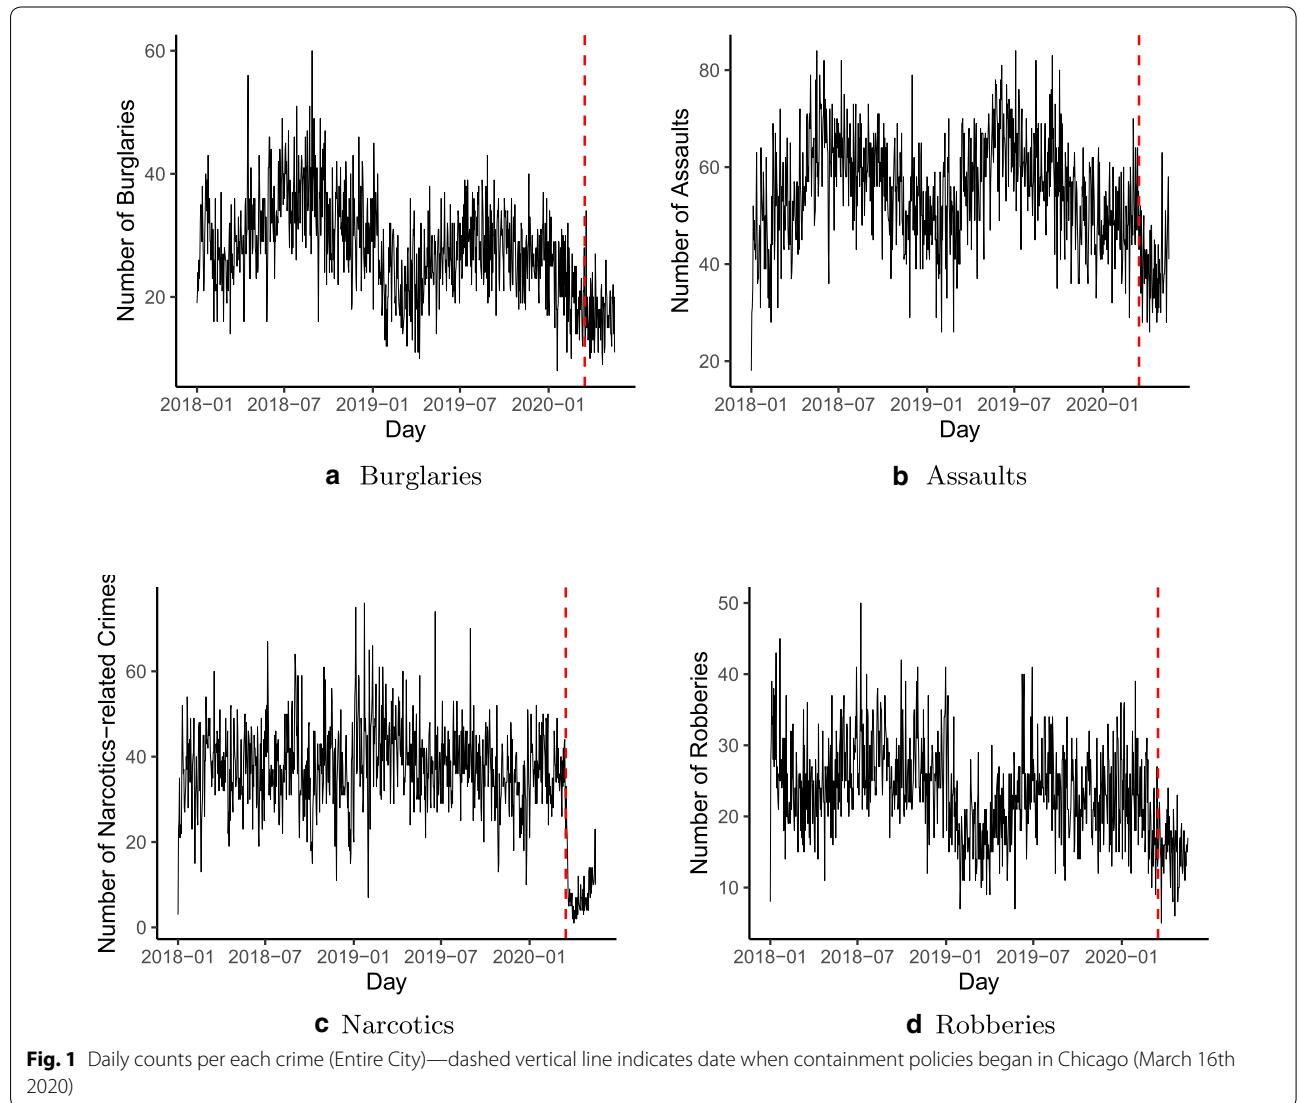 60
40
20
Number of Burglaries
2018−01 2018−07 2019−01 2019−07 2020−01
Day
a Burglaries
80
60
40
20
Number of Assaults
2018−01 2018−07 2019−01 2019−07 2020−01
Day
b Assaults
60
40
20
0
Number of Narcotics−related Crimes
2018−01 2018−07 2019−01 2019−07 2020−01
Day
c Narcotics
50
40
30
20
10
Number of Robberies
2018−01 2018−07 2019−01 2019−07 2020−01
Day
d Robberies
Fig. 1 Daily counts per each crime (Entire City)—dashed vertical line indicates date when containment policies began in Chicago (March 16th
2020)